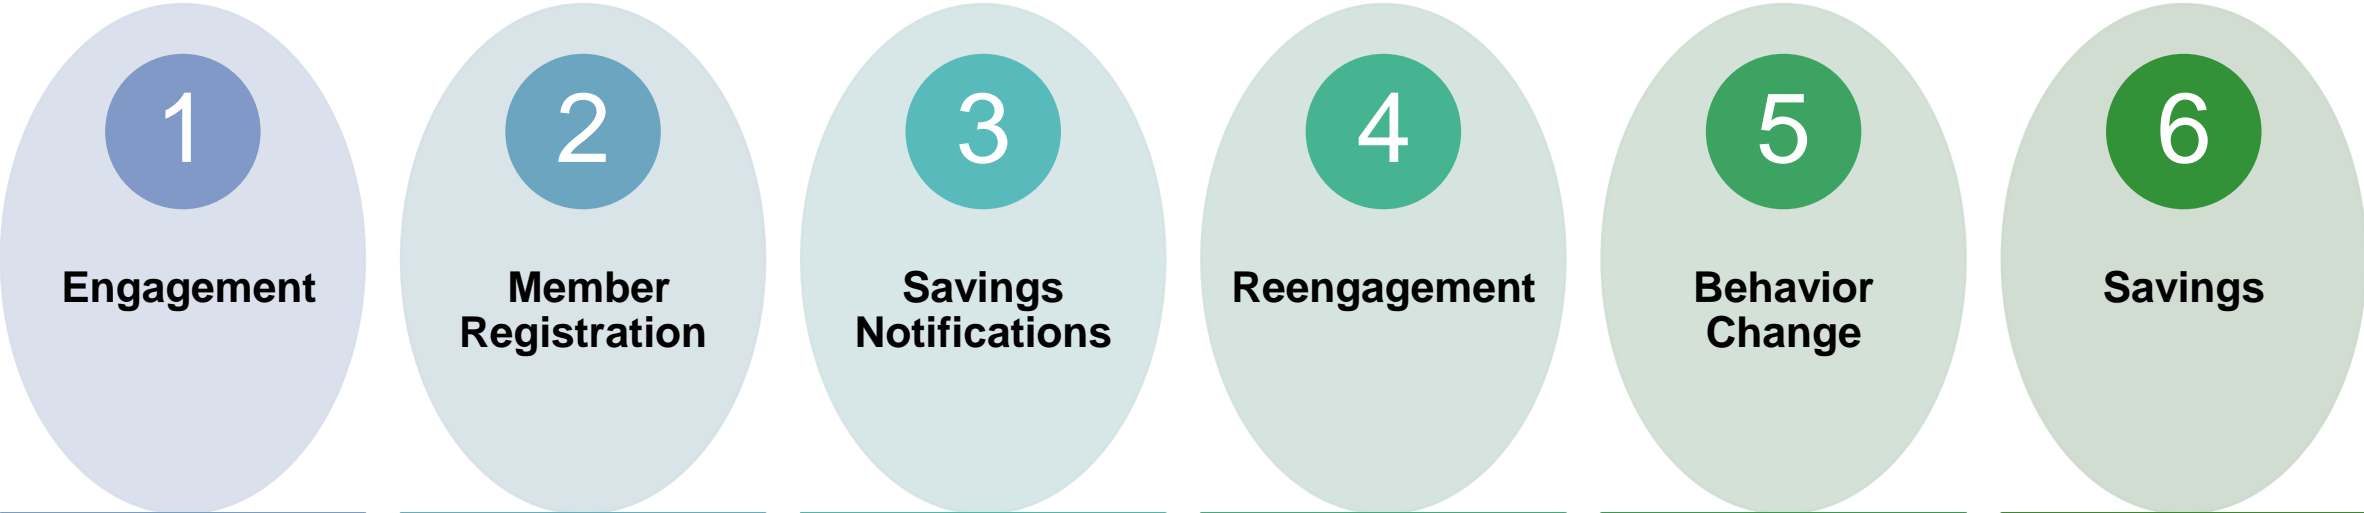 1
Engagement
2
Member
Registration
3
Savings
Notifications
4
Reengagement
5
Behavior
Change
6
Savings